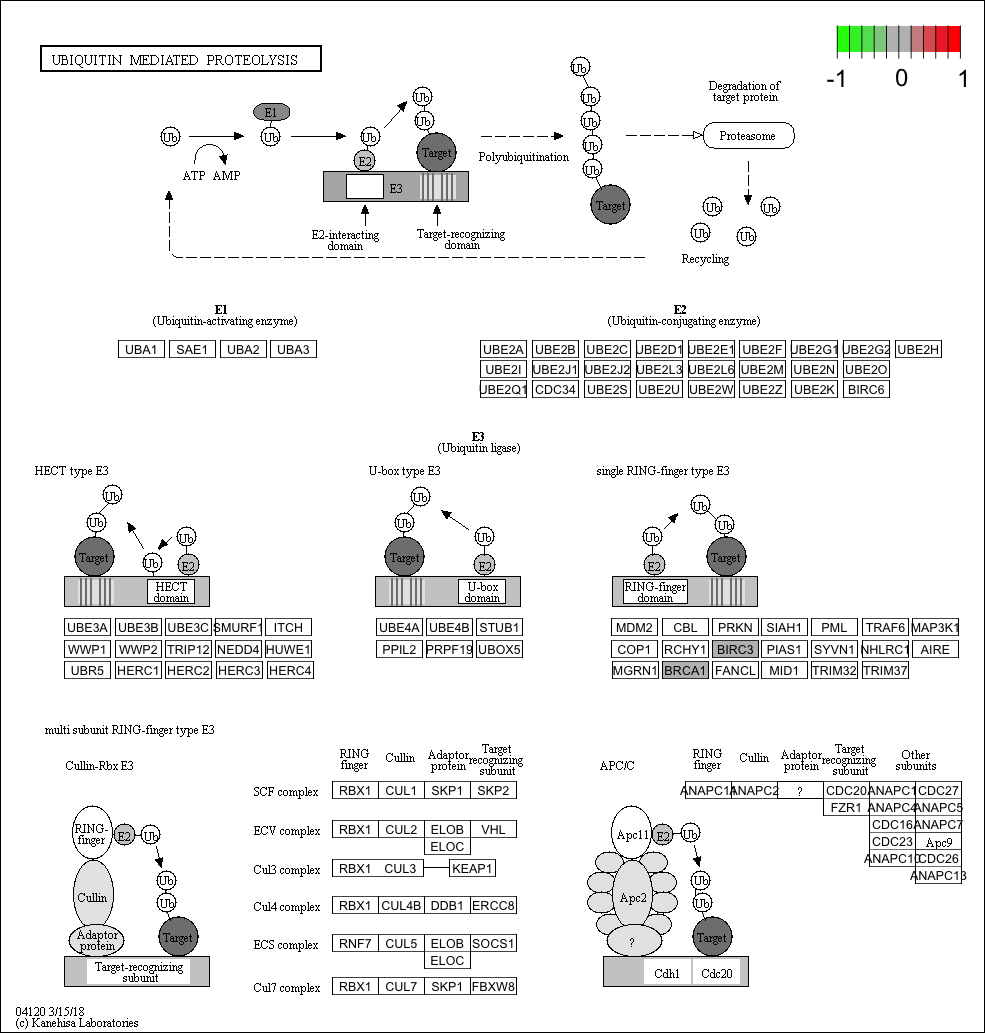 UBIQUITIN MEDIATED PROTEOLYSIS
-1 0 1
Ub
ATP AMP
E1
Ub
Ub
E2
Ub
Ub
Target
E3
E2-interacting
domain
Target-recognizing
domain
Polyubiquitination
Ub
Ub
Ub
Ub
Ub
Target
Degradation of
target protein
Proteasome
Ub
Ub
Ub
Ub
Recycling
E1
(Ubiquitin-activating enzyme)
UBA1 SAE1 UBA2 UBA3
E2
(Ubiquitin-conjugating enzyme)
UBE2A UBE2B UBE2C UBE2D1 UBE2E1 UBE2F UBE2G1 UBE2G2 UBE2H
UBE2I UBE2J1 UBE2J2 UBE2L3 UBE2L6 UBE2M UBE2N UBE2O
UBE2Q1 CDC34 UBE2S UBE2U UBE2W UBE2Z UBE2K BIRC6
E3
(Ubiquitin ligase)
HECT type E3
Ub
Ub
Target
Ub
Ub
E2
HECT
domain
UBE3A UBE3B UBE3C SMURF1 ITCH
WWP1 WWP2 TRIP12 NEDD4 HUWE1
UBR5 HERC1 HERC2 HERC3 HERC4
U-box type E3
Ub
Ub
Target
Ub
E2
U-box
domain
UBE4A UBE4B STUB1
PPIL2 PRPF19 UBOX5
single RING-finger type E3
Ub
Ub
Ub
E2
Target
RING-finger
domain
MDM2 CBL PRKN SIAH1 PML TRAF6 MAP3K1
COP1 RCHY1 BIRC3 PIAS1 SYVN1 NHLRC1 AIRE
MGRN1 BRCA1 FANCL MID1 TRIM32 TRIM37
multi subunit RING-finger type E3
Cullin-Rbx E3
RING-
finger
E2
Ub
Cullin
Ub
Ub
Adaptor
protein
Target
Target-recognizing
subunit
RING
finger
Cullin
Adaptor
protein
Target
recognizing
subunit
SCF complex RBX1 CUL1 SKP1 SKP2
ECV complex RBX1 CUL2 ELOB VHL
ELOC
Cul3 complex RBX1 CUL3 KEAP1
Cul4 complex RBX1 CUL4B DDB1 ERCC8
ECS complex RNF7 CUL5 ELOB SOCS1
ELOC
Cul7 complex RBX1 CUL7 SKP1 FBXW8
APC/C
Apc11
E2
Ub
Apc2
Ub
Ub
?
Target
Cdh1 Cdc20
RING
finger
Cullin
Adaptor
protein
Target
recognizing
subunit
Other
subunits
ANAPC11 ANAPC2 ? CDC20 ANAPC1 CDC27
FZR1 ANAPC4 ANAPC5
CDC16 ANAPC7
CDC23 Apc9
ANAPC10 CDC26
ANAPC13
04120 3/15/18
(c) Kanehisa Laboratories